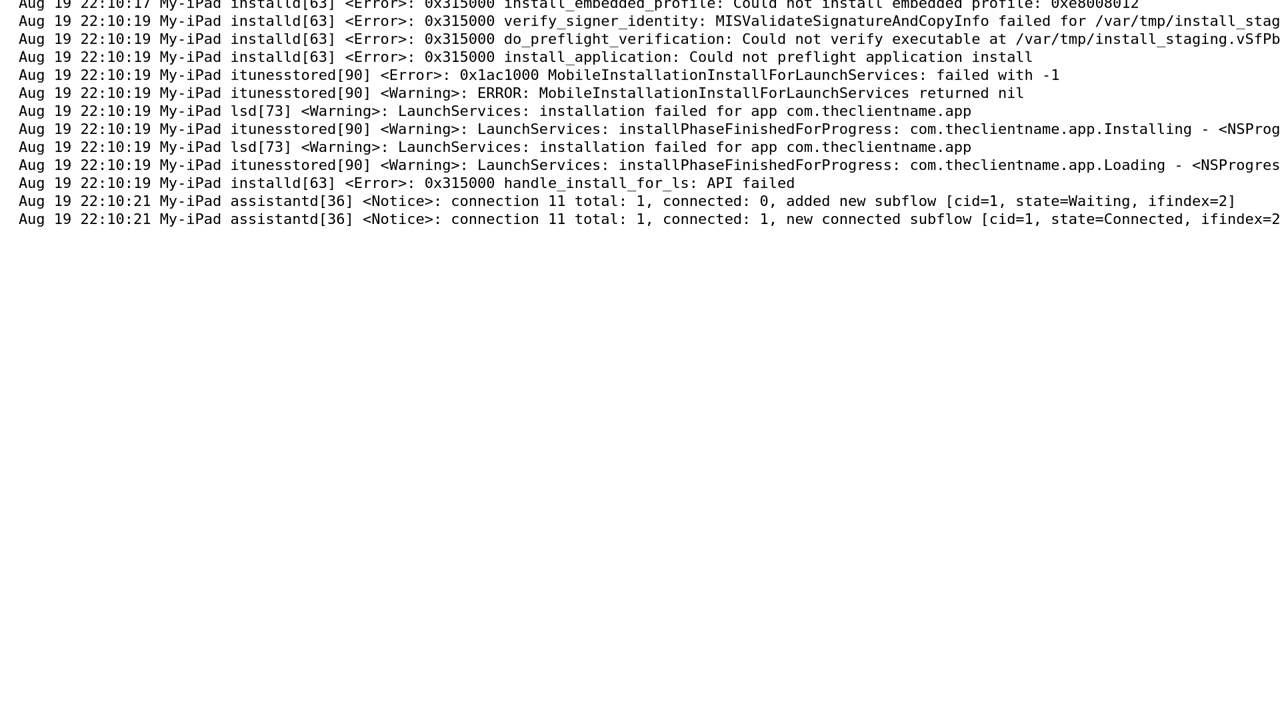 Aug 19 22:10:17 My-iPad installd[63] <Error>: 0x315000 install_embedded_profile: Could not install embedded profile: 0xe8008012
Aug 19 22:10:19 My-iPad installd[63] <Error>: 0x315000 verify_signer_identity: MISValidateSignatureAndCopyInfo failed for /var/tmp/install_stag
Aug 19 22:10:19 My-iPad installd[63] <Error>: 0x315000 do_preflight_verification: Could not verify executable at /var/tmp/install_staging.vSfPb
Aug 19 22:10:19 My-iPad installd[63] <Error>: 0x315000 install_application: Could not preflight application install
Aug 19 22:10:19 My-iPad itunesstored[90] <Error>: 0x1ac1000 MobileInstallationInstallForLaunchServices: failed with -1
Aug 19 22:10:19 My-iPad itunesstored[90] <Warning>: ERROR: MobileInstallationInstallForLaunchServices returned nil
Aug 19 22:10:19 My-iPad lsd[73] <Warning>: LaunchServices: installation failed for app com.theclientname.app
Aug 19 22:10:19 My-iPad itunesstored[90] <Warning>: LaunchServices: installPhaseFinishedForProgress: com.theclientname.app.Installing - <NSProg
Aug 19 22:10:19 My-iPad lsd[73] <Warning>: LaunchServices: installation failed for app com.theclientname.app
Aug 19 22:10:19 My-iPad itunesstored[90] <Warning>: LaunchServices: installPhaseFinishedForProgress: com.theclientname.app.Loading - <NSProgres
Aug 19 22:10:19 My-iPad installd[63] <Error>: 0x315000 handle_install_for_ls: API failed
Aug 19 22:10:21 My-iPad assistantd[36] <Notice>: connection 11 total: 1, connected: 0, added new subflow [cid=1, state=Waiting, ifindex=2]
Aug 19 22:10:21 My-iPad assistantd[36] <Notice>: connection 11 total: 1, connected: 1, new connected subflow [cid=1, state=Connected, ifindex=2